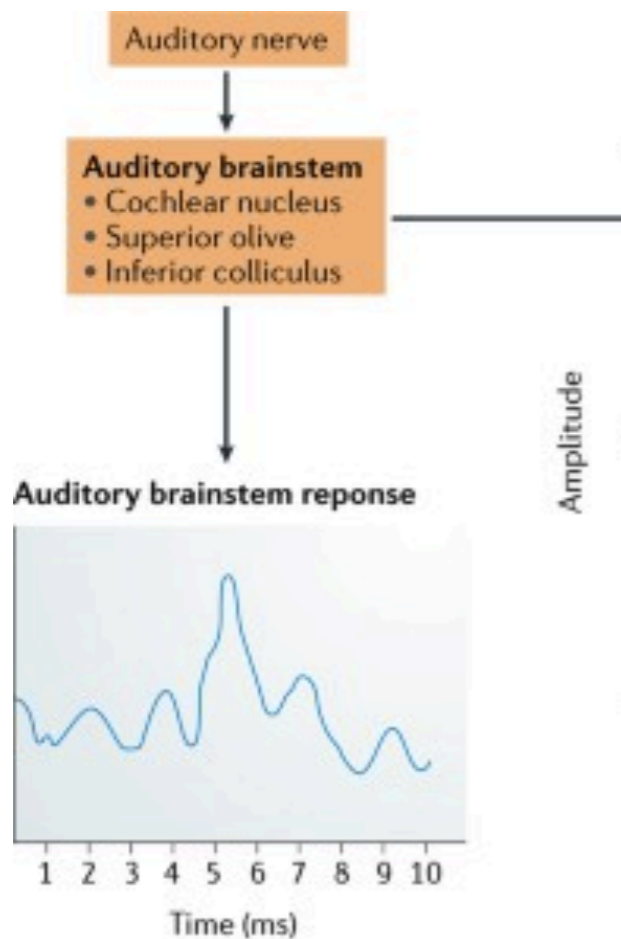 Auditory nerve
Auditory brainstem
• Cochlear nucleus
• Superior olive
• Inferior colliculus
Amplitude
Auditory brainstem reponse
1 2 3 4 5 6 7 8 9 10
Time (ms)